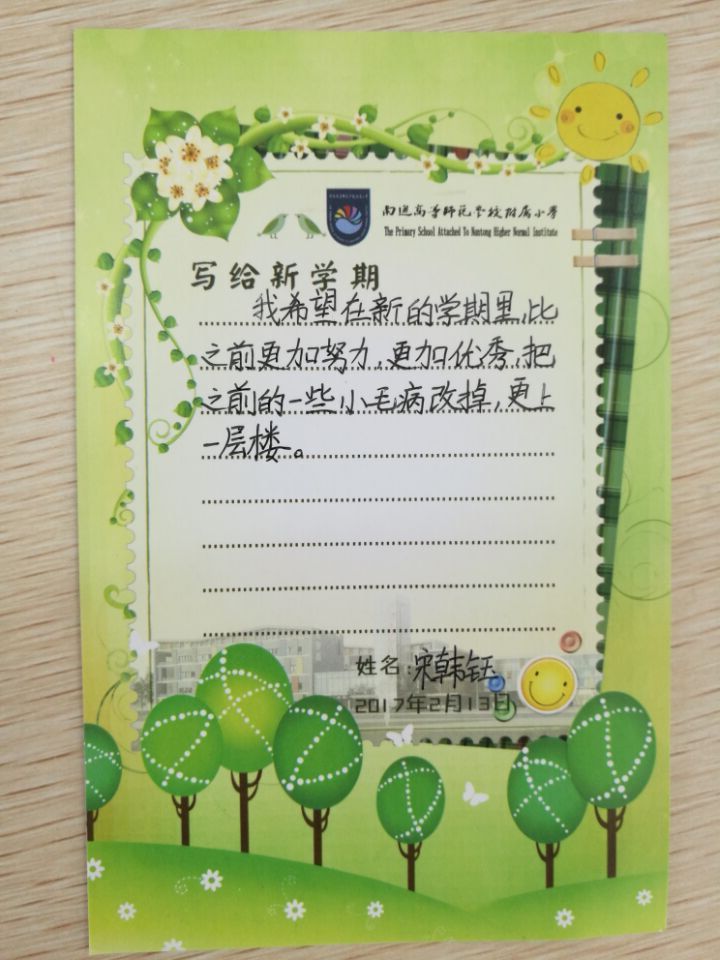 南通高等师范学校附属小学
The Primary School Attached To Nantong Higher Normal Institute
写给新学期
我希望在新的学期里,比
之前更加努力,更加优秀,把
之前的一些小毛病改掉,更上
一层楼。
姓名:宋韩钰
2017年2月13日